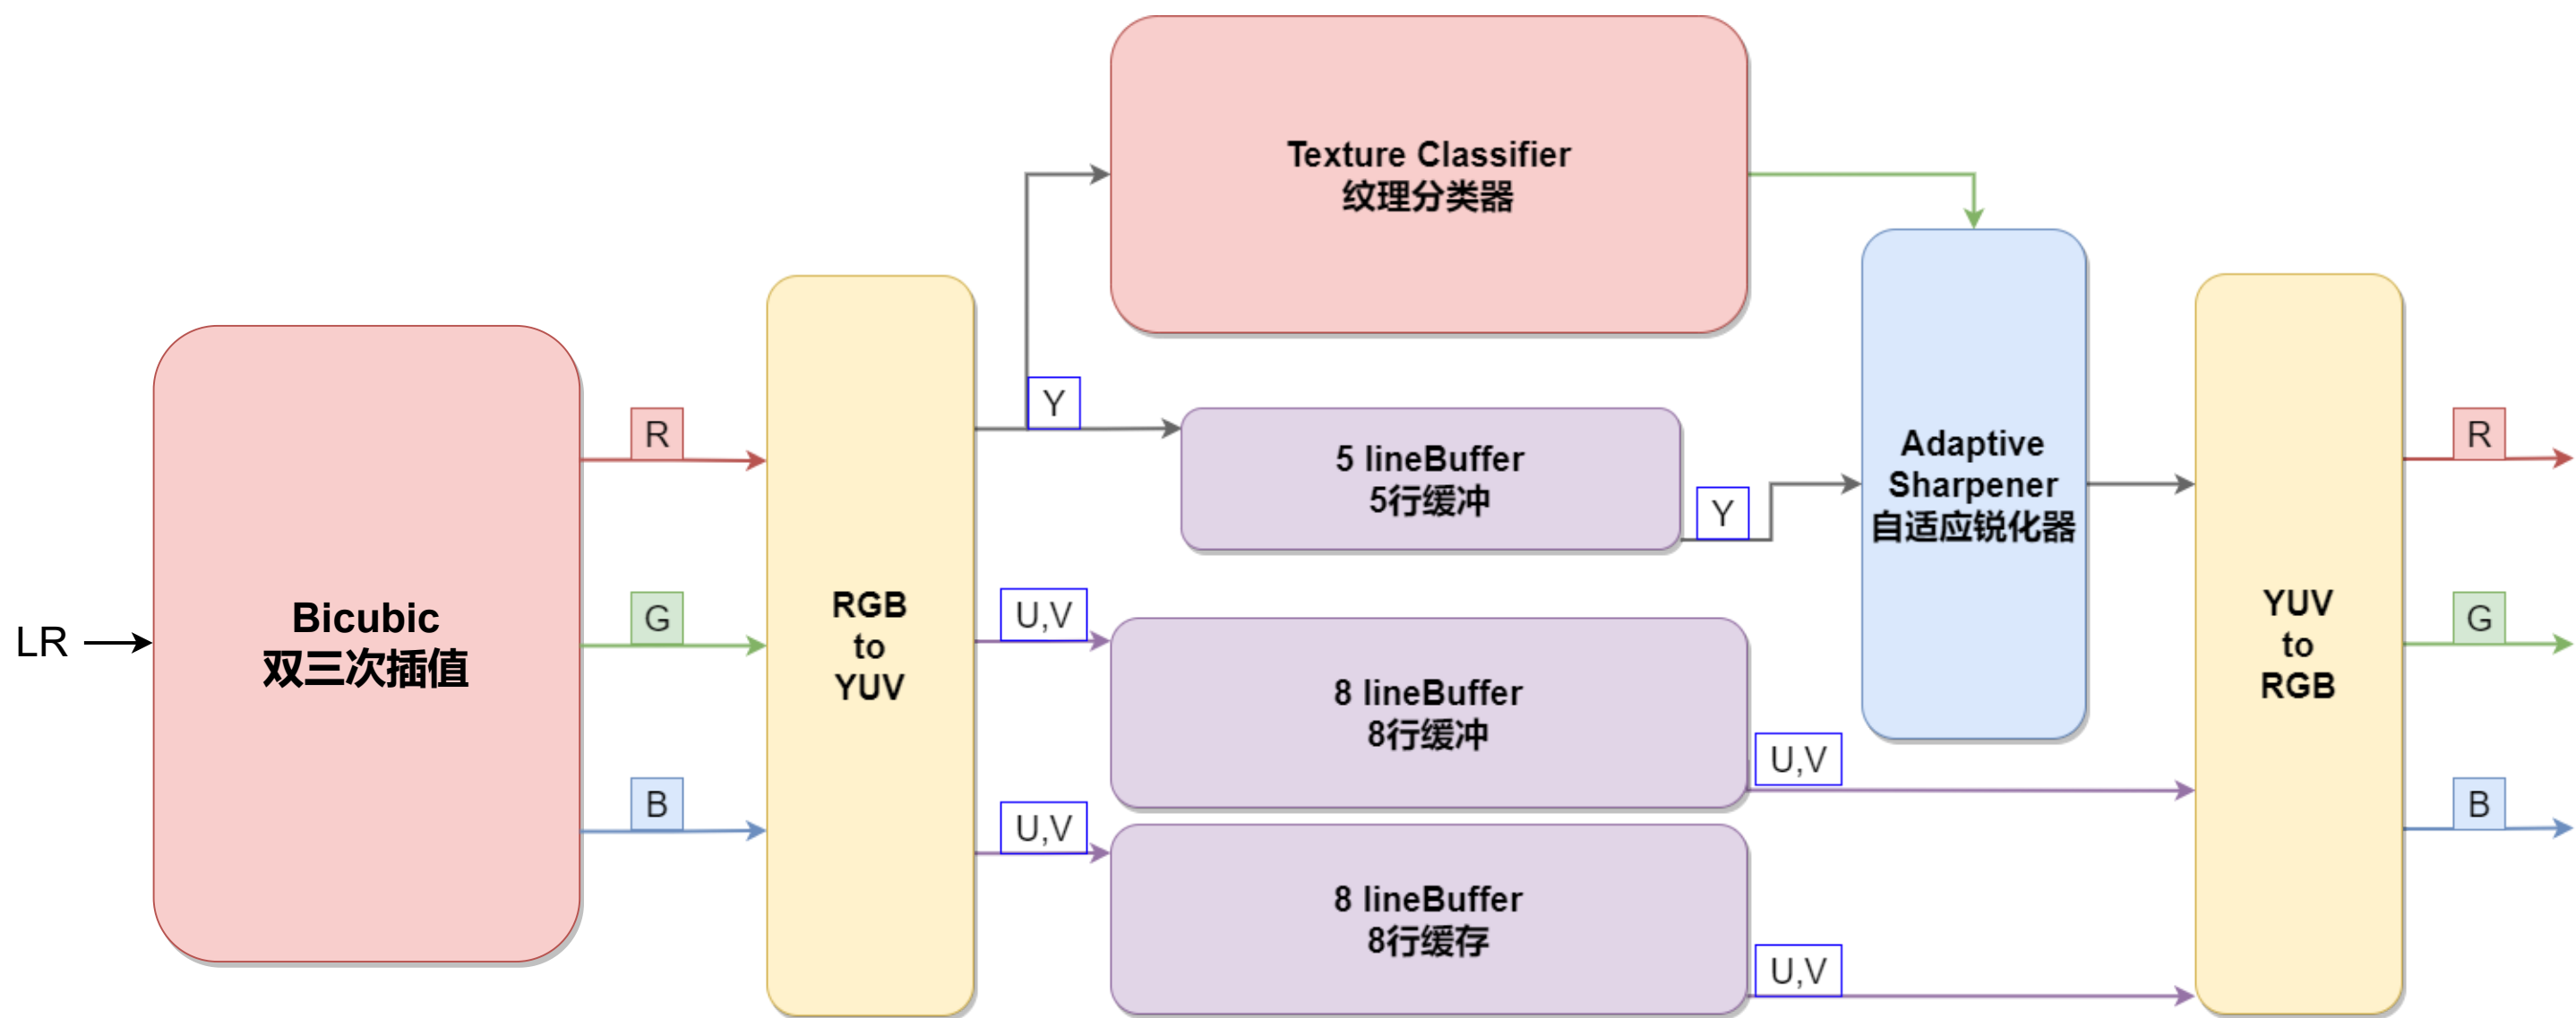 LR
Bicubic
双三次插值
R
G
B
RGB
to
YUV
Y
U,V
U,V
Texture Classifier
纹理分类器
5 lineBuffer
5行缓冲
Y
8 lineBuffer
8行缓冲
U,V
8 lineBuffer
8行缓存
U,V
Adaptive
Sharpener
自适应锐化器
YUV
to
RGB
R
G
B